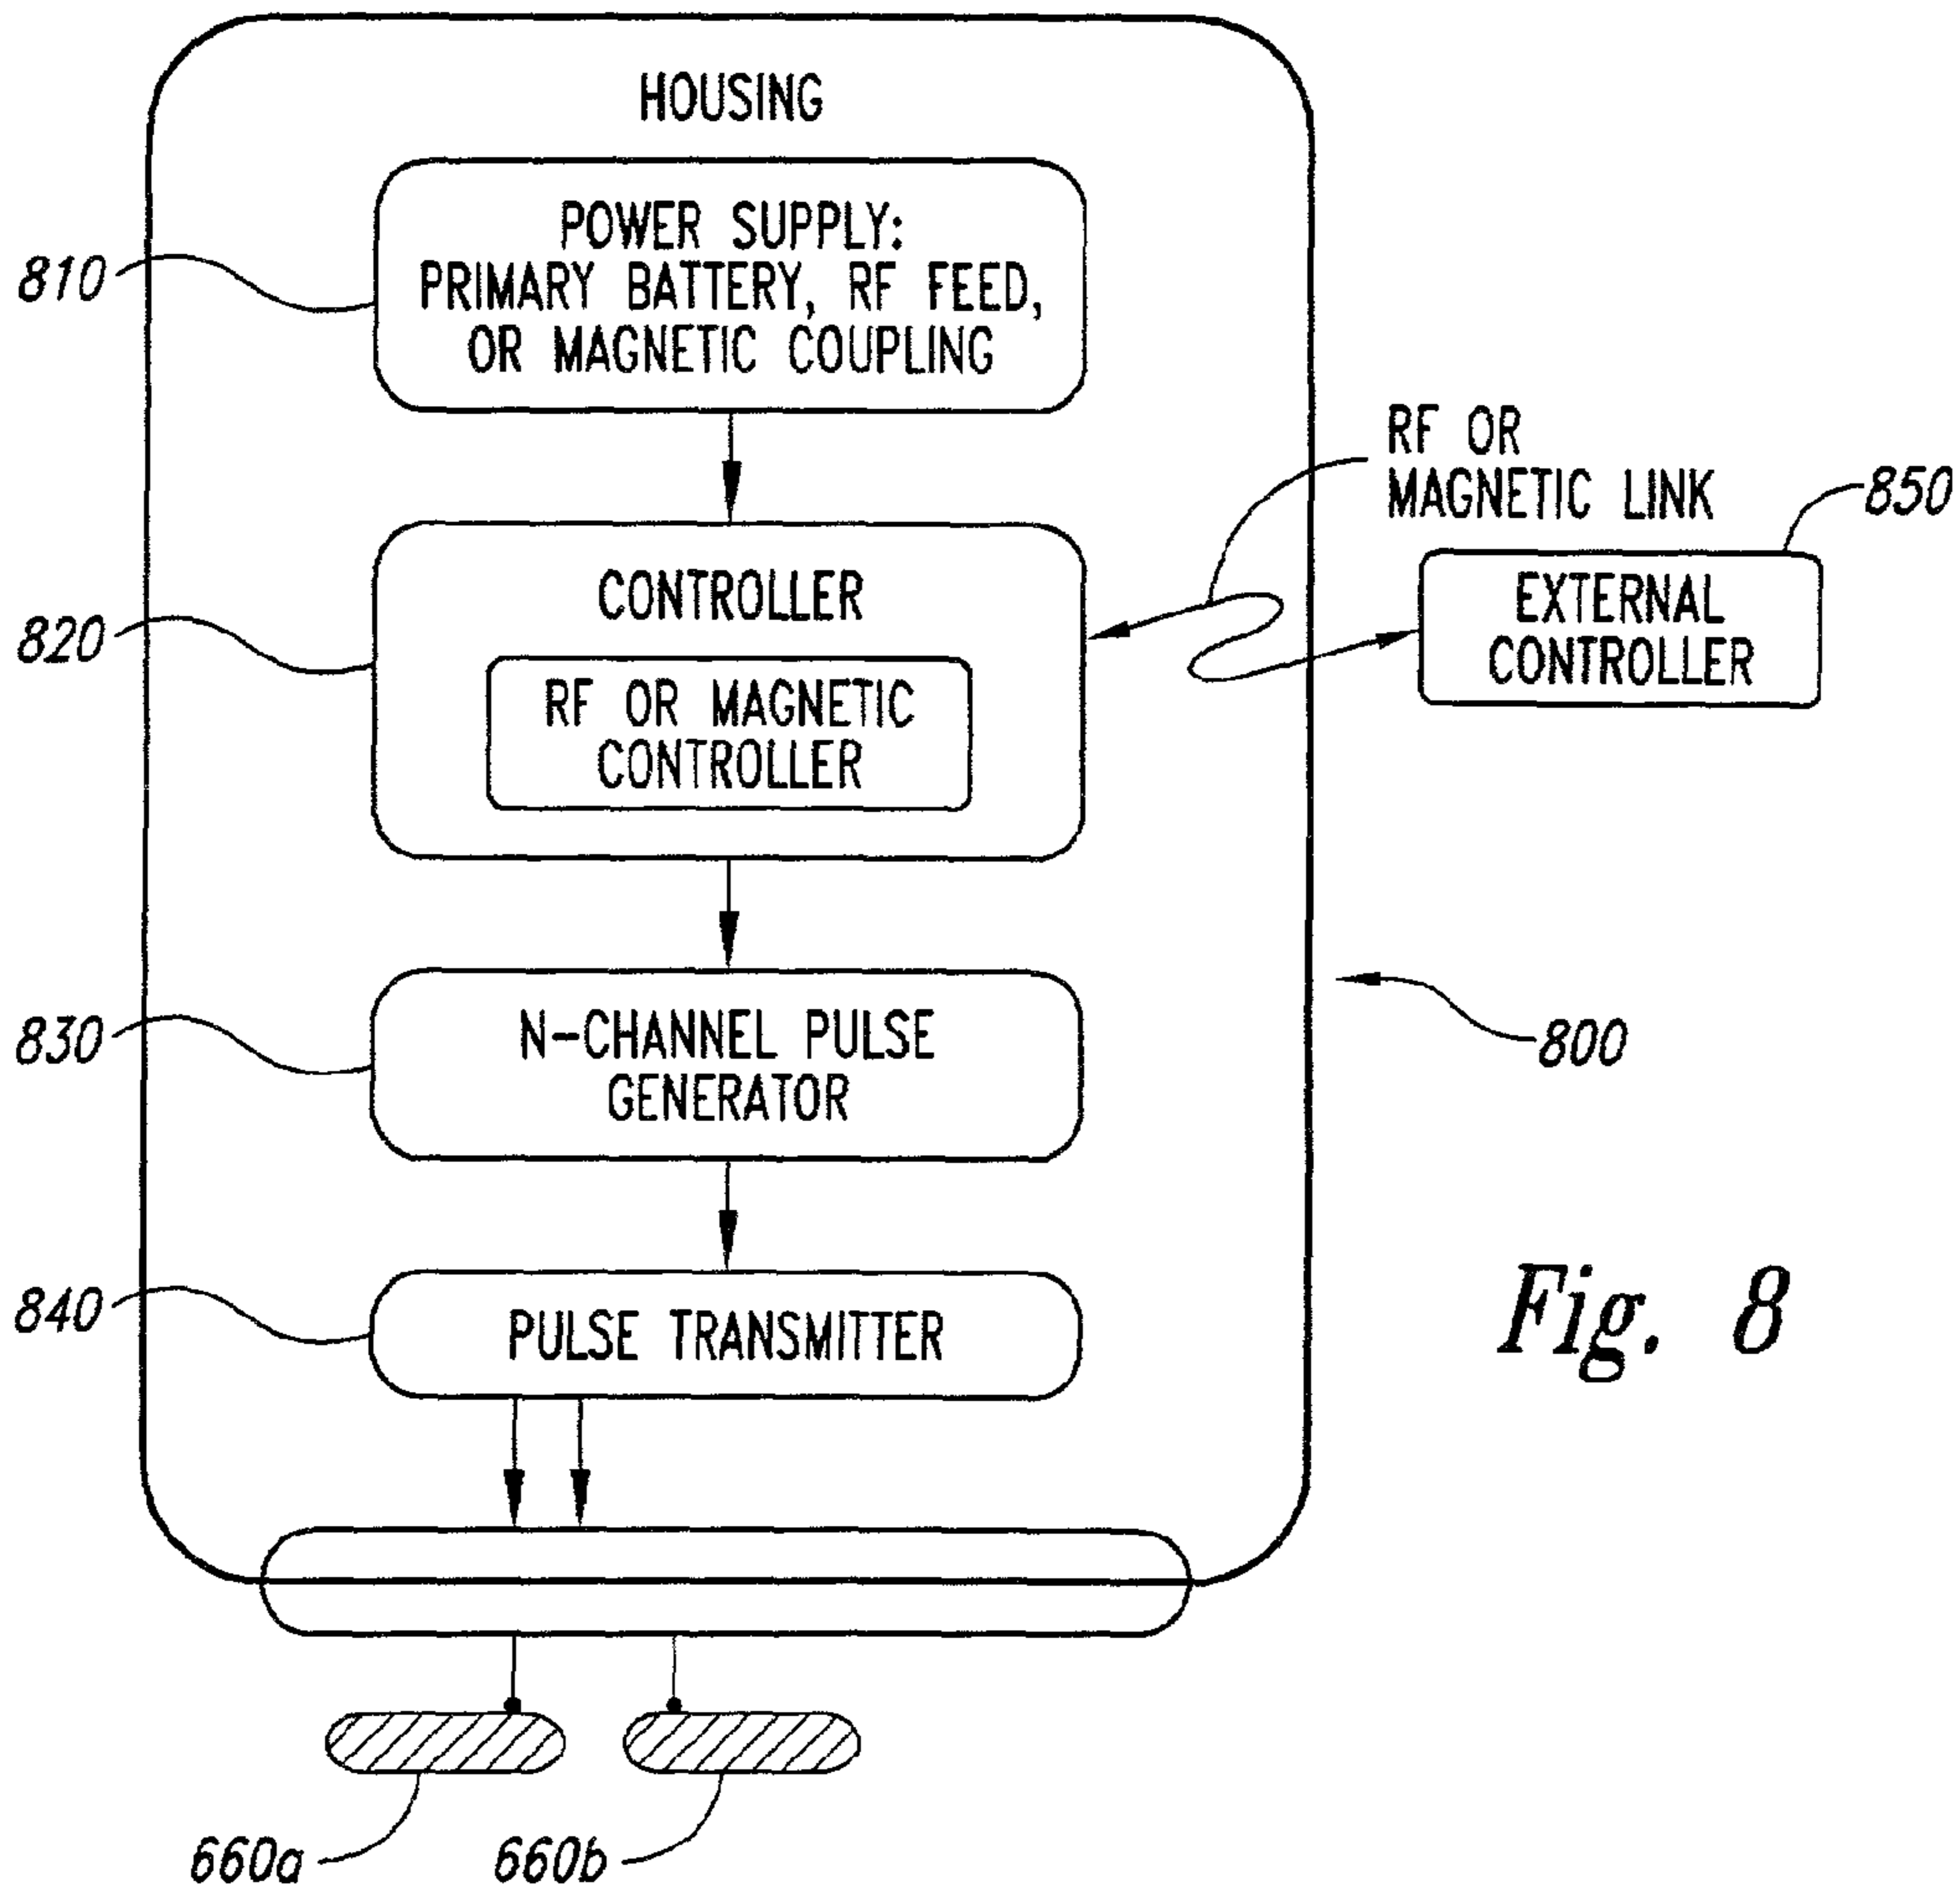 HOUSING
POWER SUPPLY:
PRIMARY BATTERY, RF FEED,
OR MAGNETIC COUPLING
810
RF OR
MAGNETIC LINK
850
CONTROLLER
EXTERNAL
CONTROLLER
820
RF OR MAGNETIC
CONTROLLER
830
N-CHANNEL PULSE
GENERATOR
800
840
PULSE TRANSMITTER
Fig. 8
660a
660b